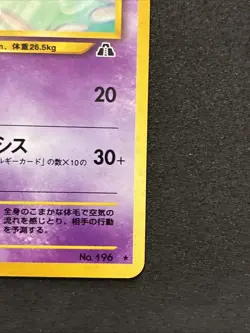 、体重26.5kg
20
シス
ルギーカード」の数×10の
30+
全身のこまかな体毛で空気の
流れを感じとり、相手の行動
を予測する。
No.196 ★